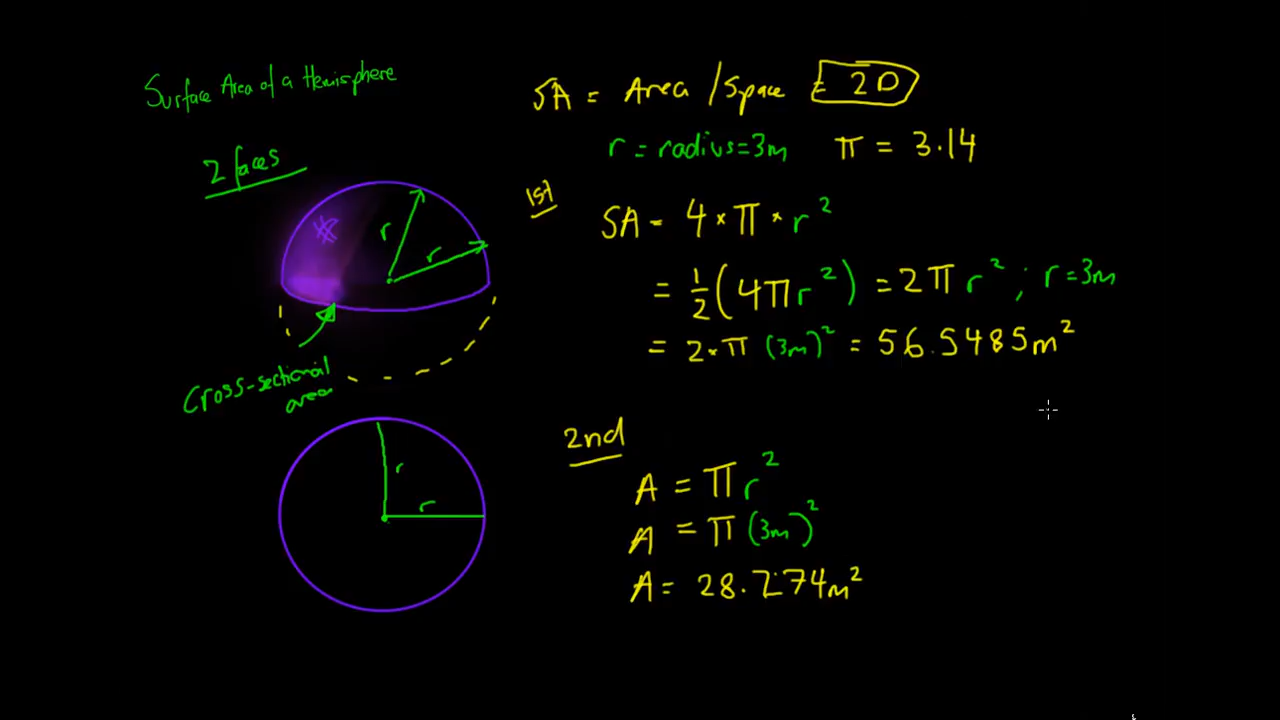 Surface Area of a Hemisphere
2 faces
r
r
Cross-sectional
area
r
r
SA = Area / Space = 2D
r = radius=3m π = 3.14
1st
SA = 4 * π * r²
= ½(4πr²) = 2πr² ; r=3m
= 2*π (3m)² = 56.5485m²
2nd
A = πr²
A = π(3m)²
A = 28.274m²